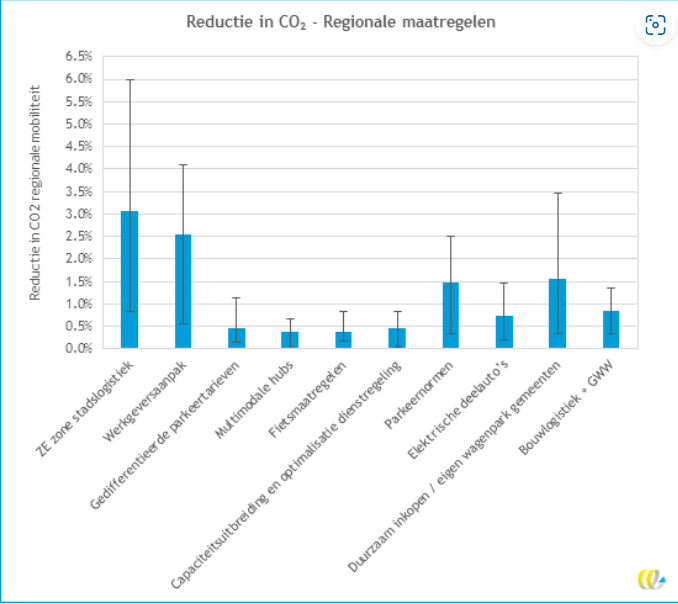 Reductie in CO₂ - Regionale maatregelen
Reductie in CO2 regionale mobiliteit
6.5%
6.0%
5.5%
5.0%
4.5%
4.0%
3.5%
3.0%
2.5%
2.0%
1.5%
1.0%
0.5%
0.0%
ZE zone stadslogistiek
Werkgeversaanpak
Gedifferentieerde parkeertarieven
Multimodale hubs
Fietsmaatregelen
Capaciteitsuitbreiding en optimalisatie dienstregeling
Parkeernormen
Elektrische deelauto's
Duurzaam inkopen / eigen wagenpark gemeenten
Bouwlogistiek + GWW